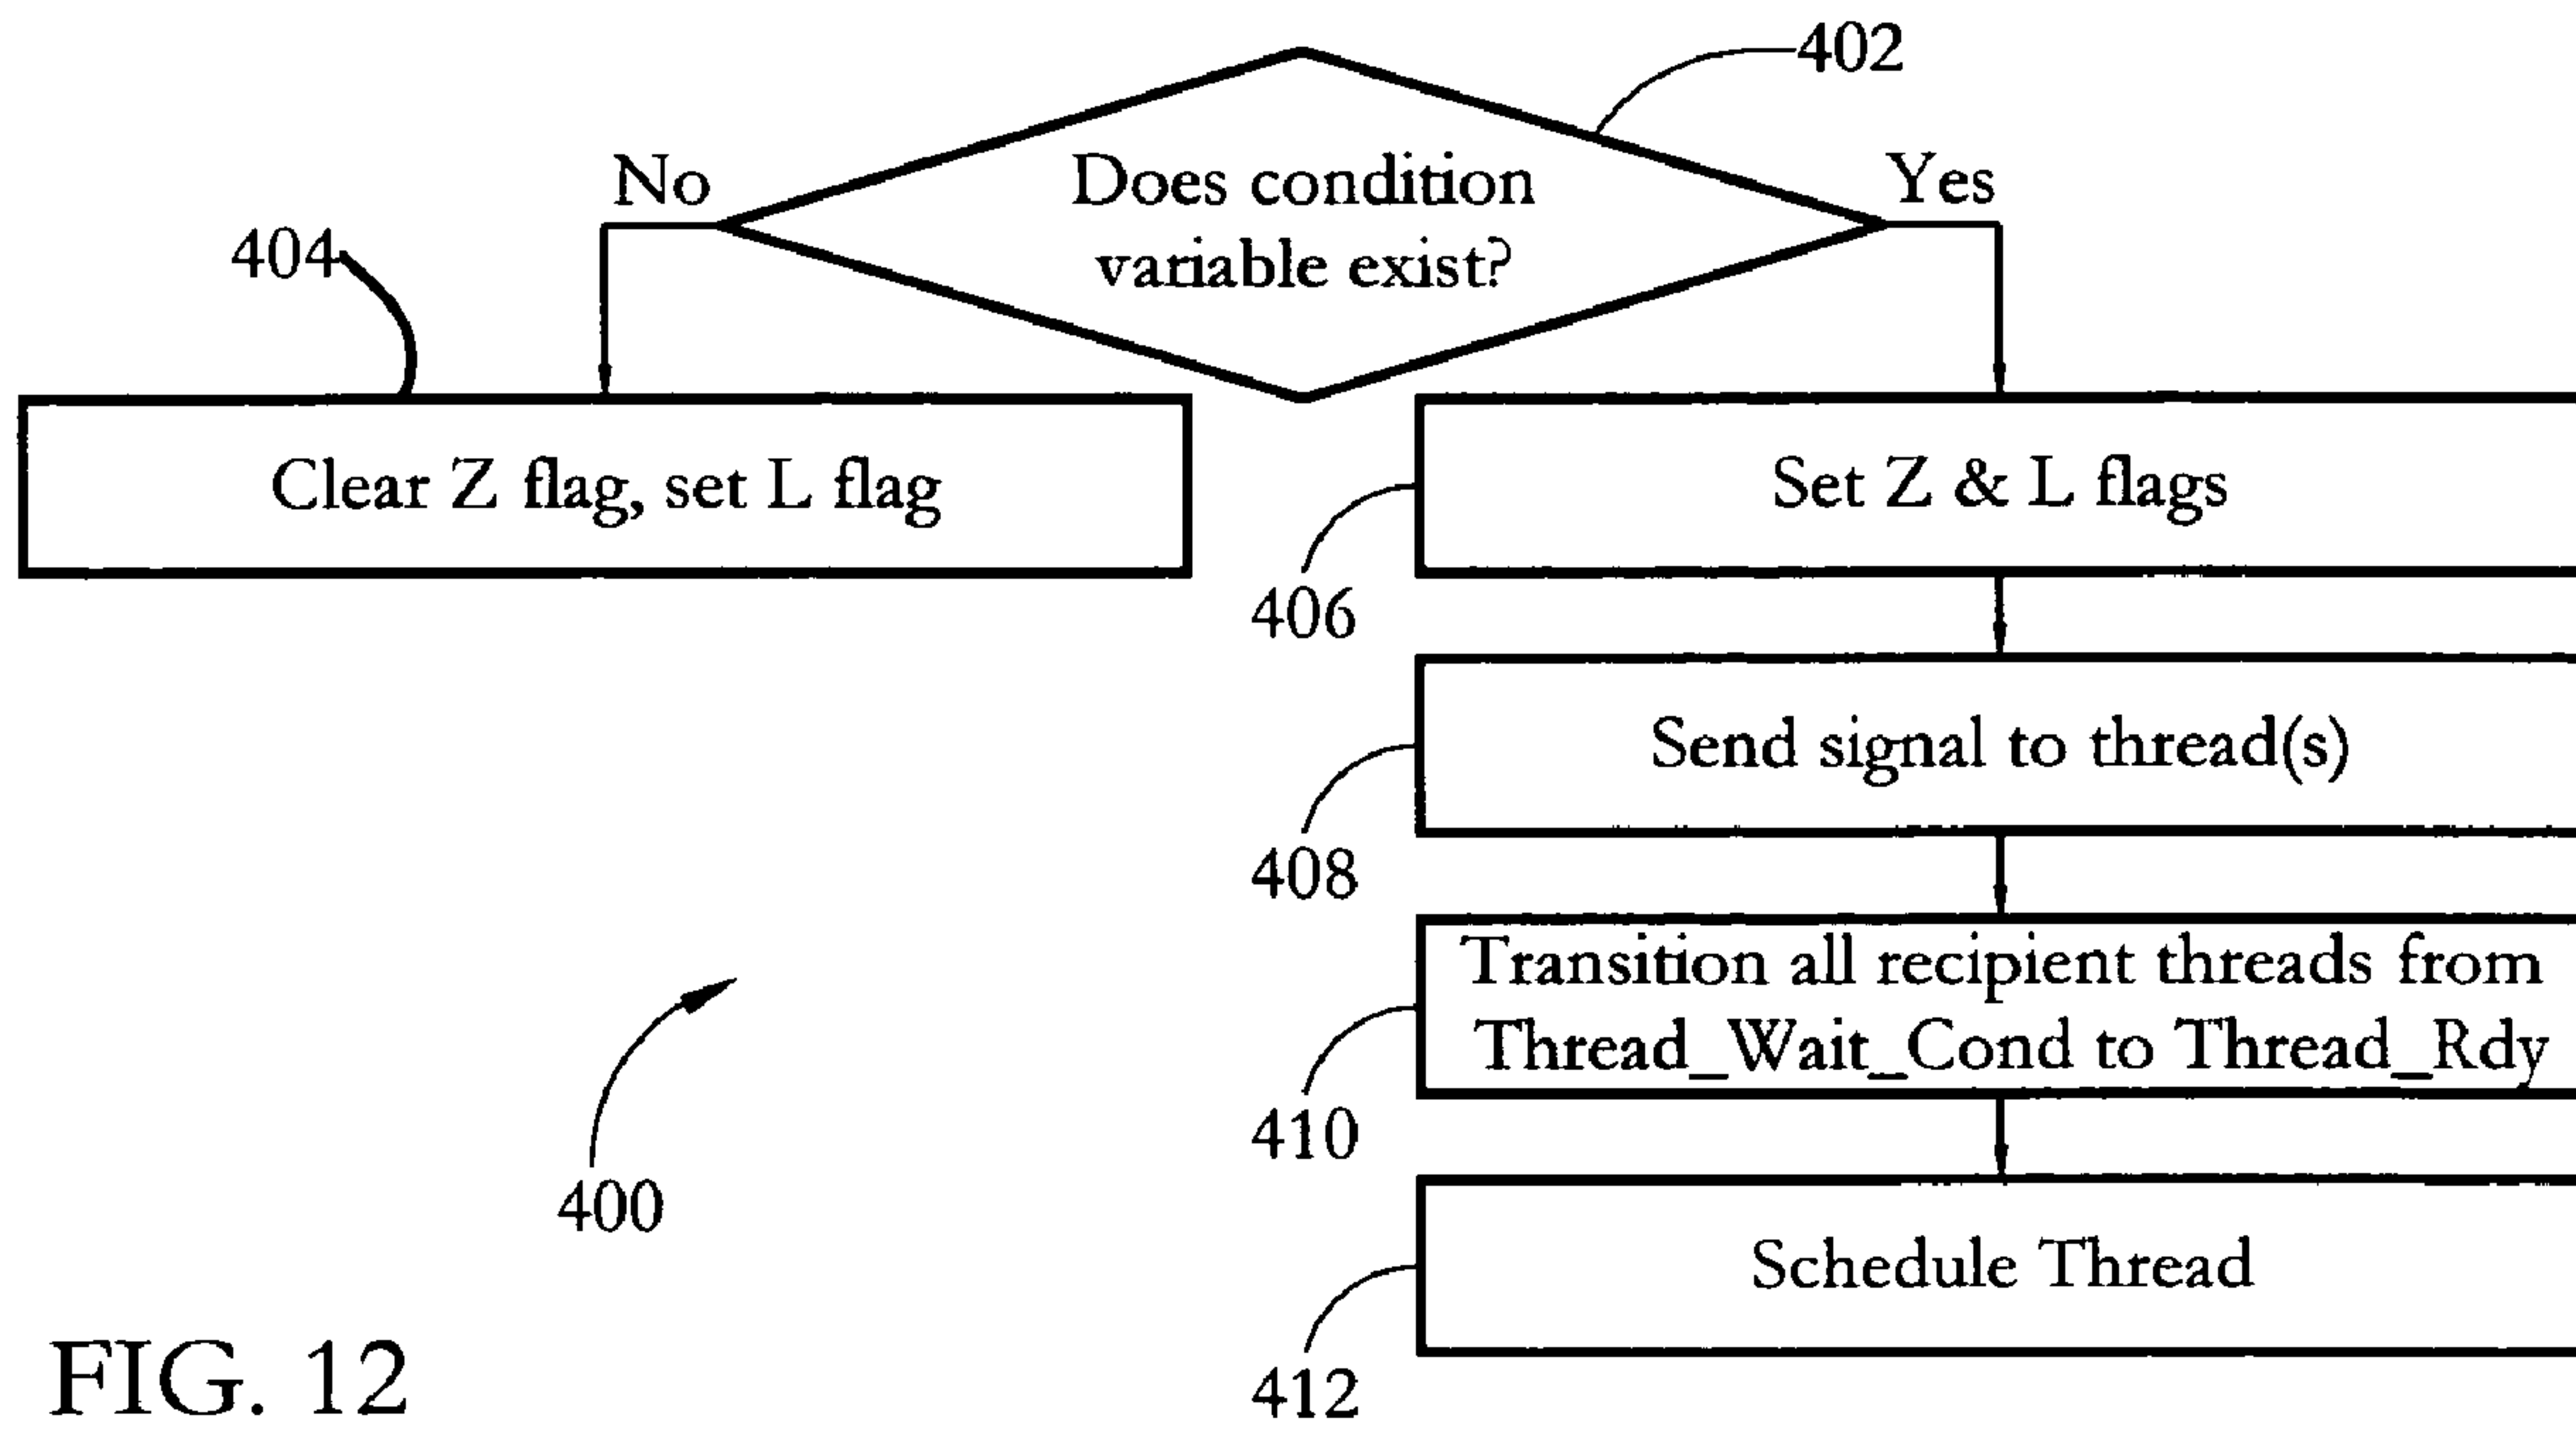 402
No
Does condition
Yes
variable exist?
404
Clear Z flag, set L flag
Set Z & L flags
406
Send signal to thread(s)
408
Transition all recipient threads from
Thread_Wait_Cond to Thread_Rdy
410
400
Schedule Thread
412
FIG. 12